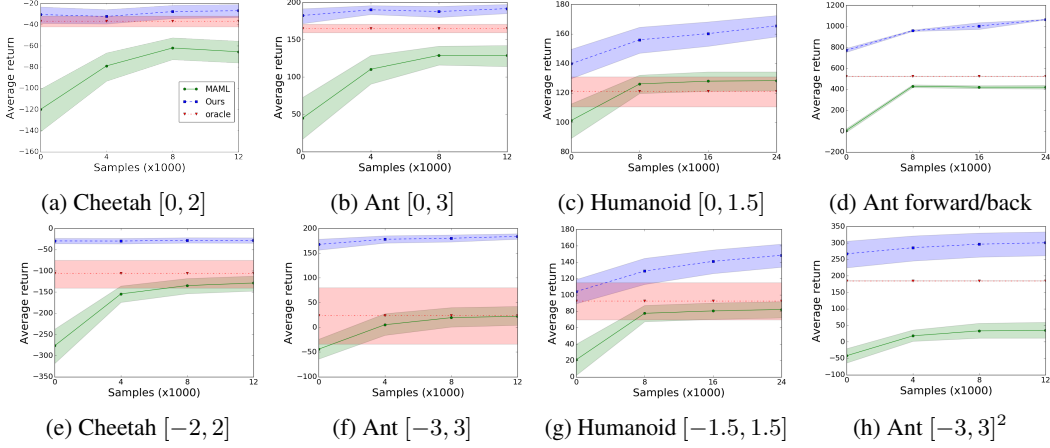 −20
−40
−60
−80
−100
−120
−140
−160
Average return
0 4 8 12
Samples (x1000)
MAML
Ours
oracle
(a) Cheetah [0, 2]
200
150
100
50
0
Average return
0 4 8 12
Samples (x1000)
(b) Ant [0, 3]
180
160
140
120
100
80
Average return
0 8 16 24
Samples (x1000)
(c) Humanoid [0, 1.5]
1200
1000
800
600
400
200
0
Average return
0 8 16 24
Samples (x1000)
(d) Ant forward/back
0
−50
−100
−150
−200
−250
−300
−350
Average return
0 4 8 12
Samples (x1000)
(e) Cheetah [−2, 2]
200
150
100
50
0
−50
−100
Average return
0 4 8 12
Samples (x1000)
(f) Ant [−3, 3]
180
160
140
120
100
80
60
40
20
0
Average return
0 8 16 24
Samples (x1000)
(g) Humanoid [−1.5, 1.5]
350
300
250
200
150
100
50
0
−50
−100
Average return
0 4 8 12
Samples (x1000)
(h) Ant [−3, 3]²